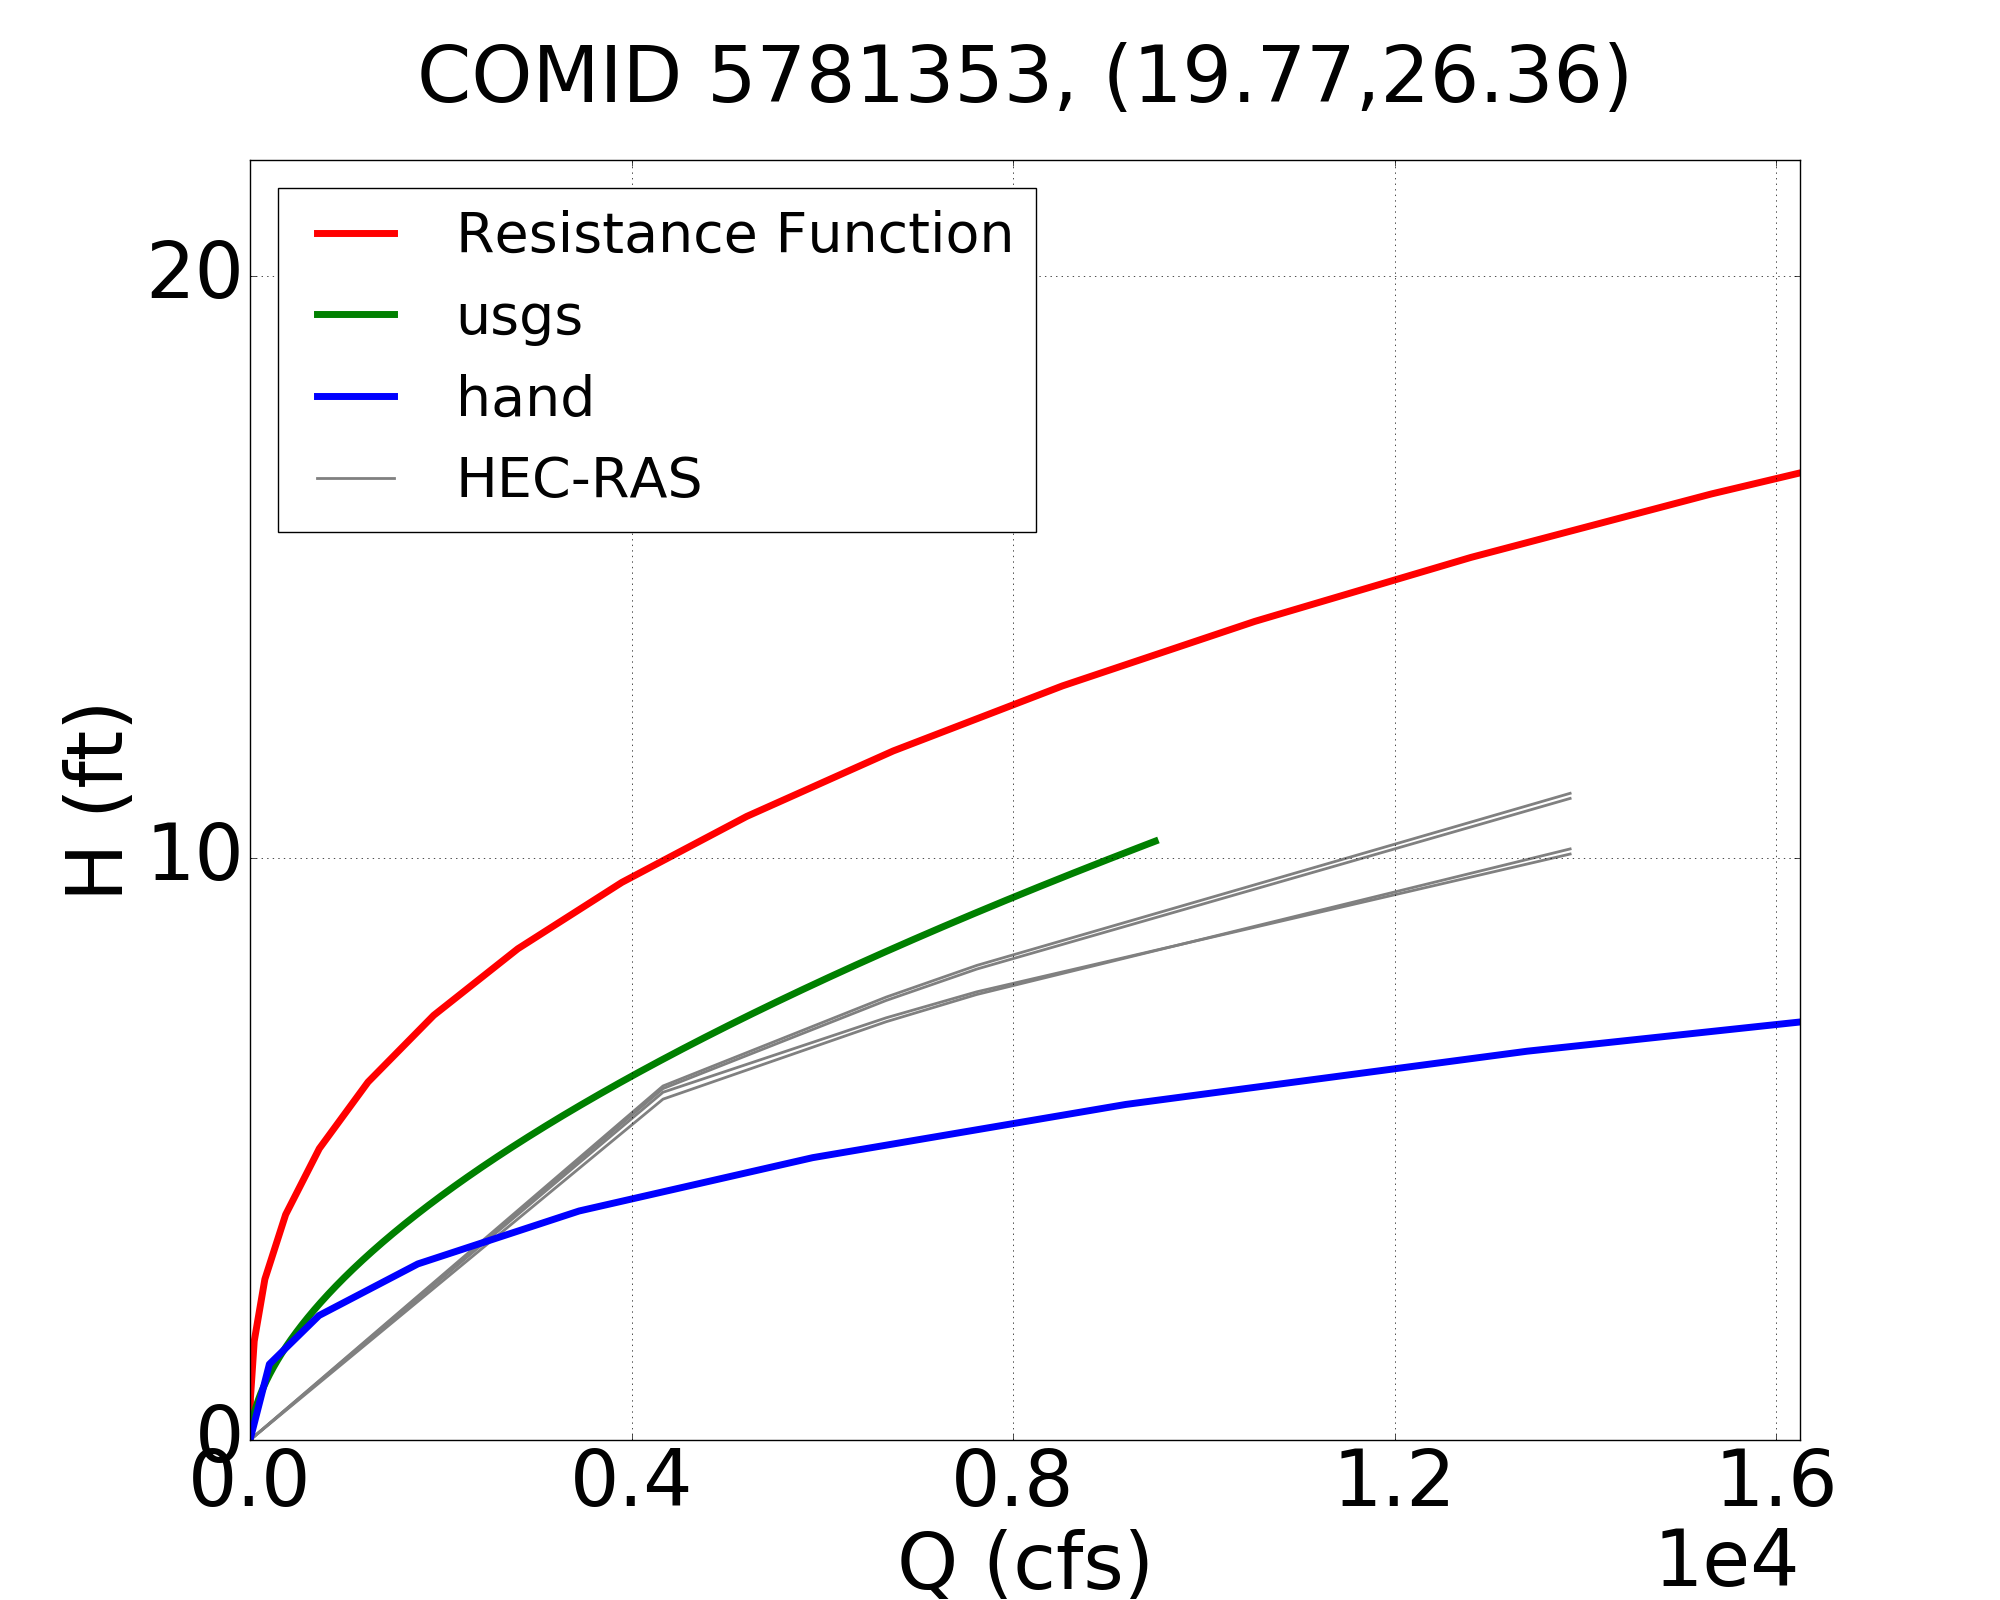 COMID 5781353, (19.77,26.36)
Resistance Function
usgs
hand
HEC-RAS
20
10
0
H (ft)
0.0 0.4 0.8 1.2 1.6
1e4
Q (cfs)